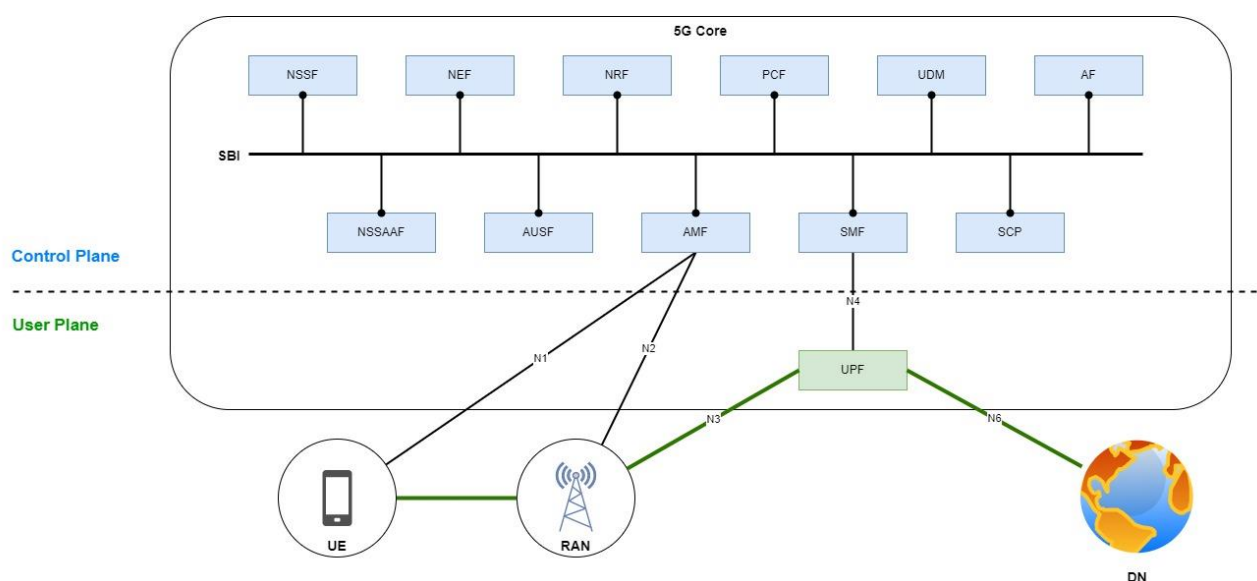 5G Core
NSSF
NEF
NRF
PCF
UDM
AF
SBI
NSSAAF
AUSF
AMF
SMF
SCP
Control Plane
User Plane
N4
N1
N2
UPF
N3
N6
UE
RAN
DN